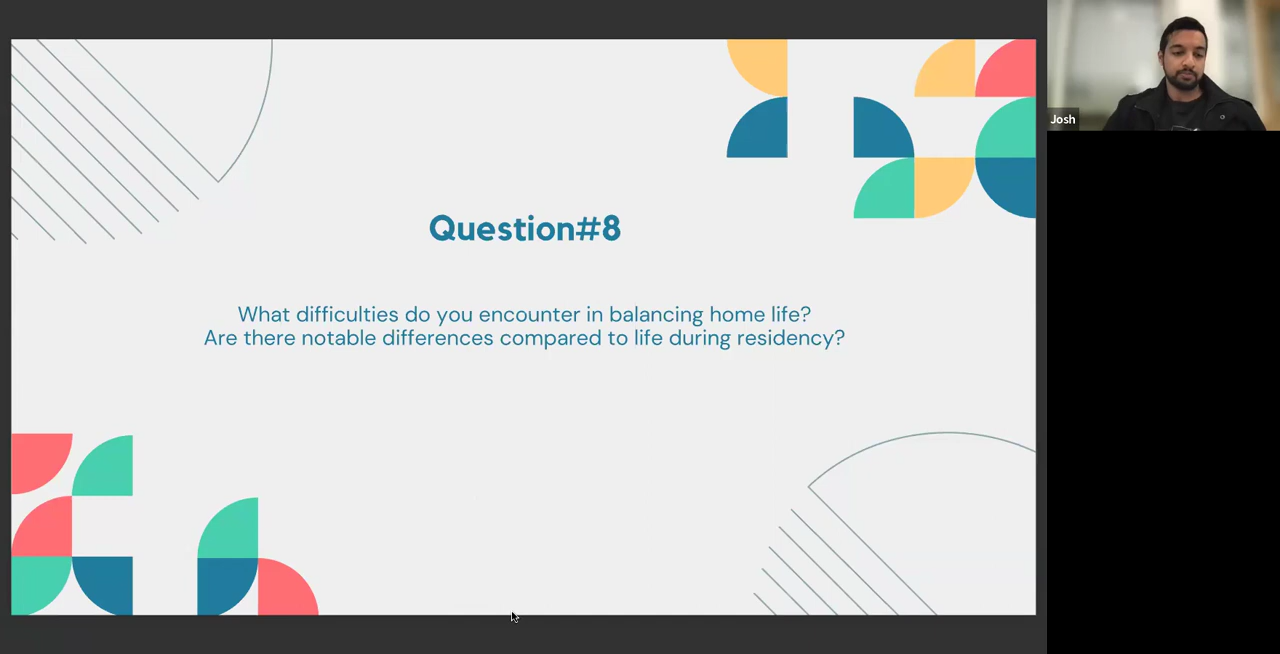 Question#8
What difficulties do you encounter in balancing home life?
Are there notable differences compared to life during residency?
Josh